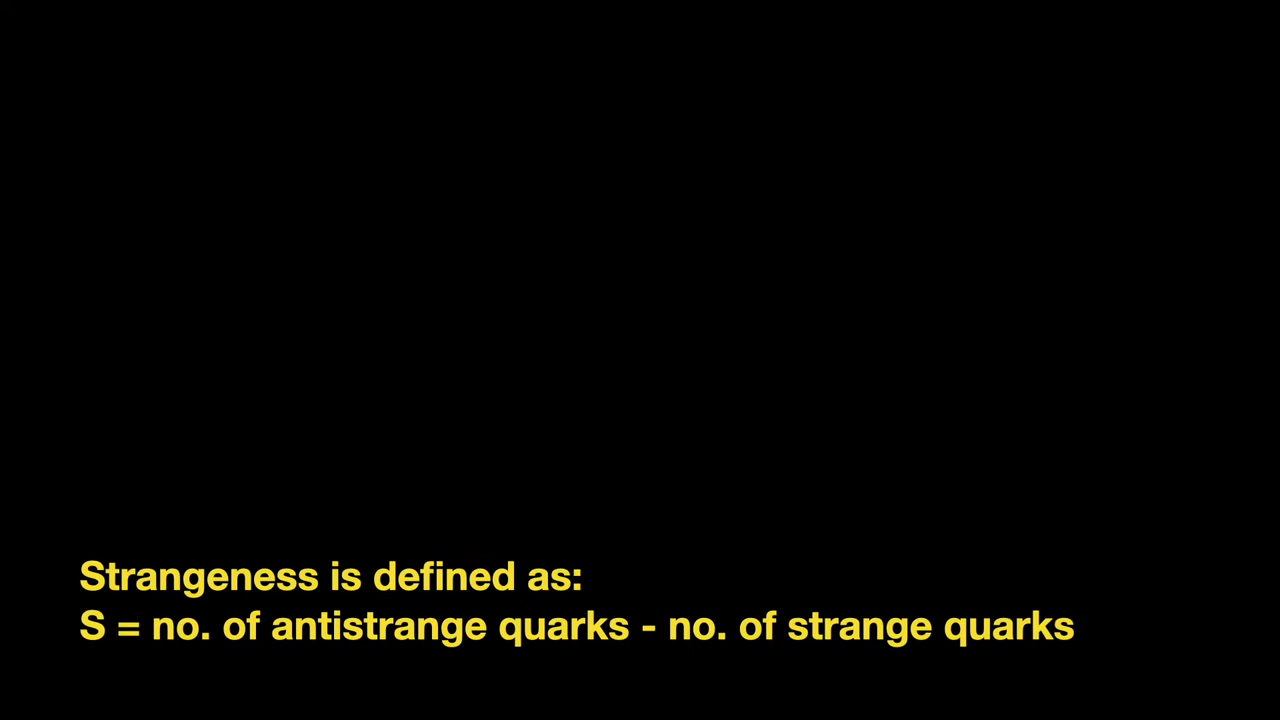 Strangeness is defined as:
S = no. of antistrange quarks - no. of strange quarks